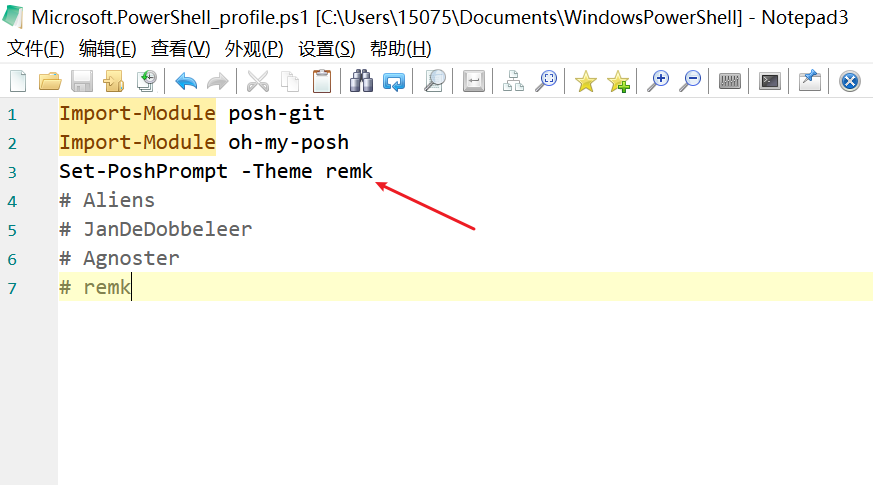 Microsoft.PowerShell_profile.ps1 [C:\Users\15075\Documents\WindowsPowerShell] - Notepad3
文件(F) 编辑(E) 查看(V) 外观(P) 设置(S) 帮助(H)
1 Import-Module posh-git
2 Import-Module oh-my-posh
3 Set-PoshPrompt -Theme remk
4 # Aliens
5 # JanDeDobbeleer
6 # Agnoster
7 # remk